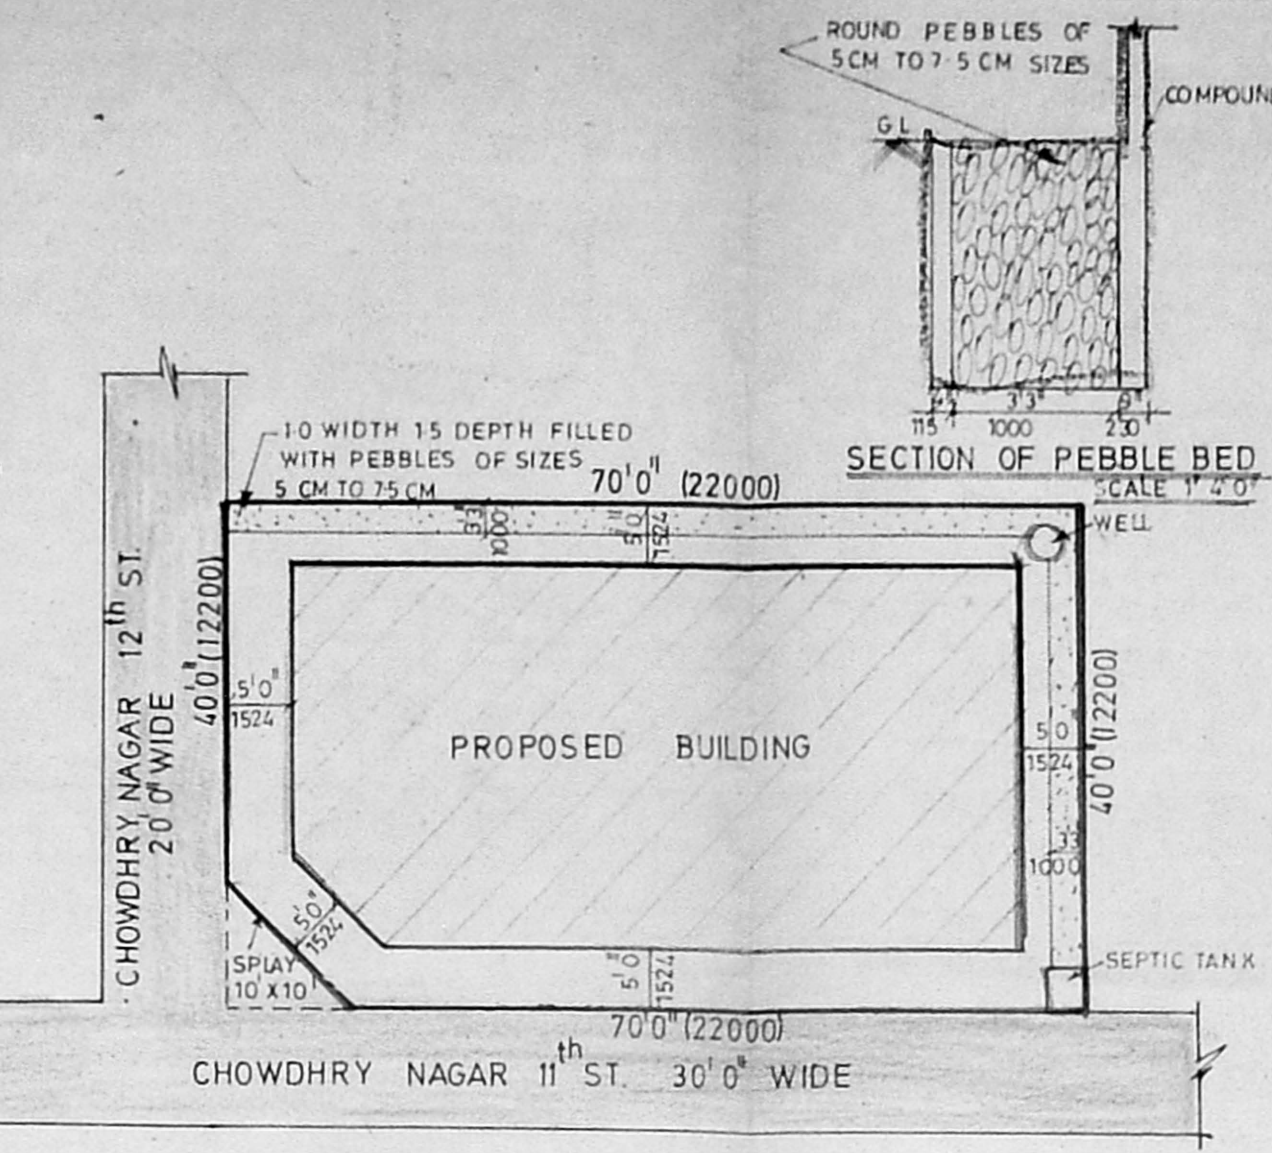 ROUND PEBBLES OF
5CM TO 7·5 CM SIZES
COMPOUND
G L
4½"
3'3"
9"
115
1000
230
SECTION OF PEBBLE BED
SCALE 1" 4'0"
1·0 WIDTH 1·5 DEPTH FILLED
WITH PEBBLES OF SIZES
5 CM TO 7·5 CM
70'0" (22000)
WELL
3'3"
1000
5'0"
1524
CHOWDHRY NAGAR 12th ST.
20'0" WIDE
40'0" (12200)
5'0"
1524
PROPOSED BUILDING
5'0"
1524
40'0" (12200)
3'3
1000
5'0"
1524
SPLAY
10' X 10'
5'0"
1524
SEPTIC TANK
70'0" (22000)
CHOWDHRY NAGAR 11th ST. 30'0" WIDE